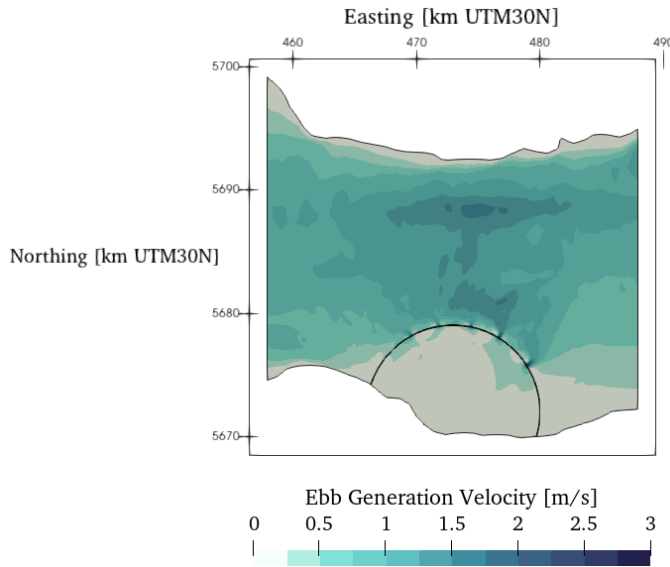 Easting [km UTM30N]
460 470 480 490
5700
5690
Northing [km UTM30N]
5680
5670
Ebb Generation Velocity [m/s]
0 0.5 1 1.5 2 2.5 3